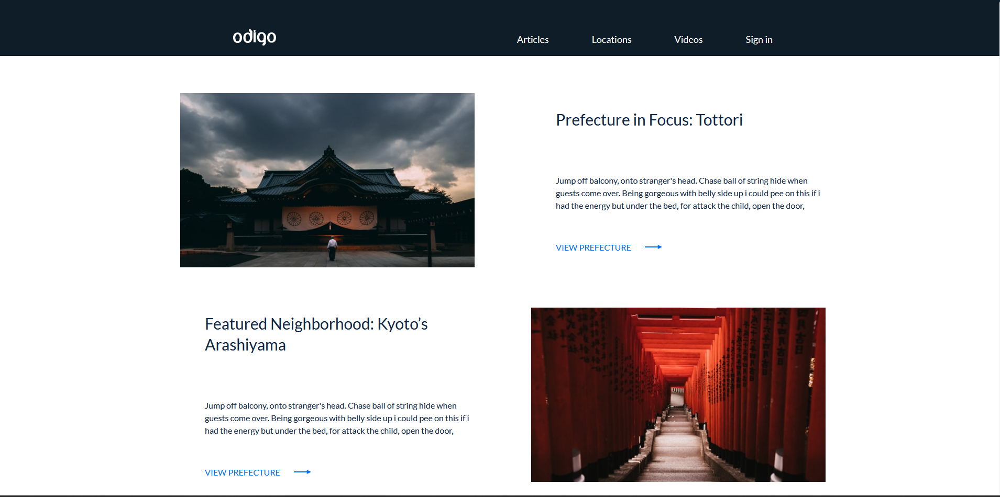 odigo
Articles
Locations
Videos
Sign in
Prefecture in Focus: Tottori
Jump off balcony, onto stranger's head. Chase ball of string hide when
guests come over. Being gorgeous with belly side up i could pee on this if i
had the energy but under the bed, for attack the child, open the door,
VIEW PREFECTURE
Featured Neighborhood: Kyoto’s
Arashiyama
Jump off balcony, onto stranger's head. Chase ball of string hide when
guests come over. Being gorgeous with belly side up i could pee on this if i
had the energy but under the bed, for attack the child, open the door,
VIEW PREFECTURE
四月吉日